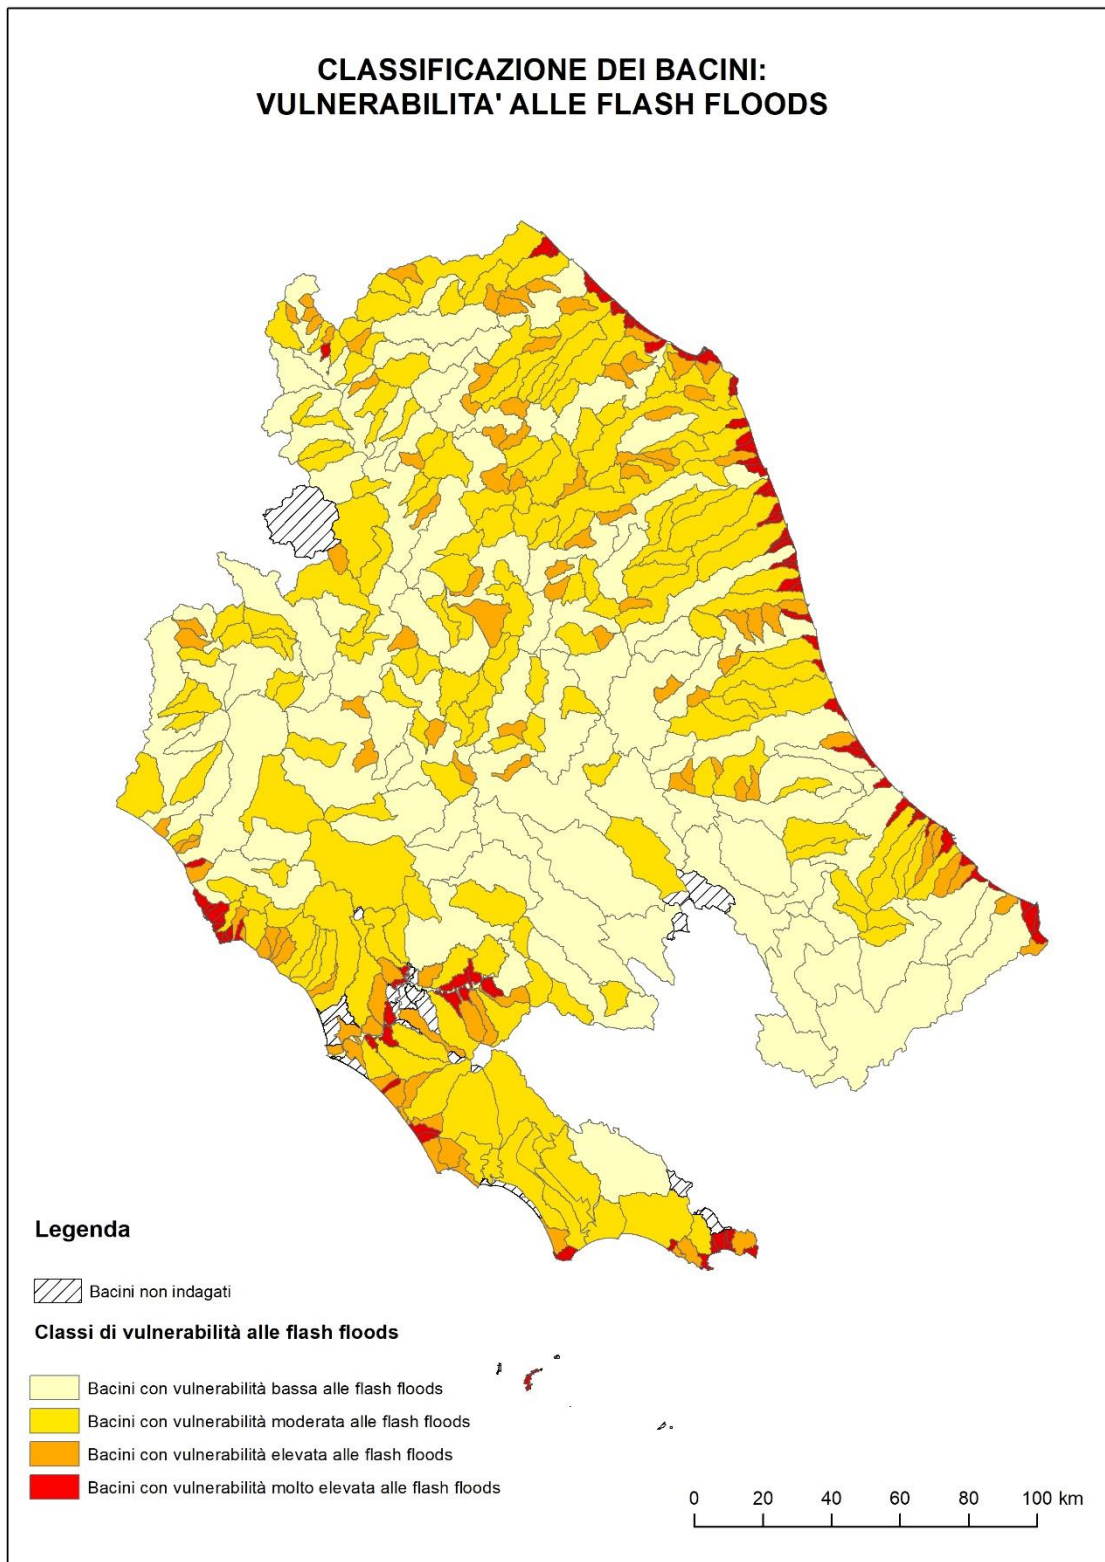 CLASSIFICAZIONE DEI BACINI:
VULNERABILITA' ALLE FLASH FLOODS
Legenda
Bacini non indagati
Classi di vulnerabilità alle flash floods
Bacini con vulnerabilità bassa alle flash floods
Bacini con vulnerabilità moderata alle flash floods
Bacini con vulnerabilità elevata alle flash floods
Bacini con vulnerabilità molto elevata alle flash floods
0 20 40 60 80 100 km